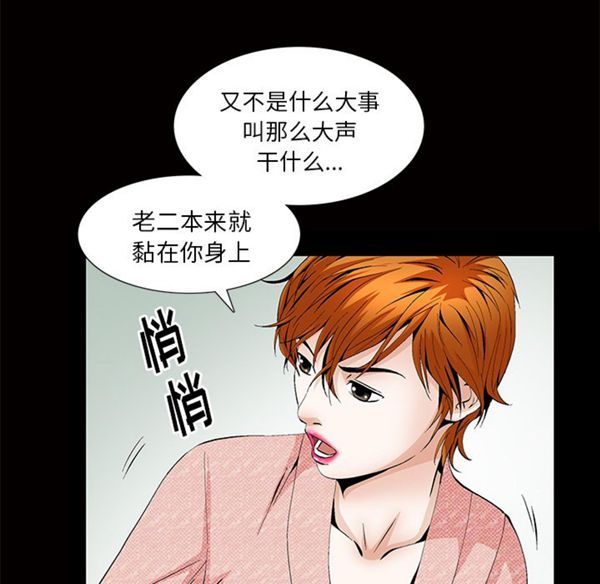 又不是什么大事
叫那么大声
干什么...
老二本来就
黏在你身上
悄
悄